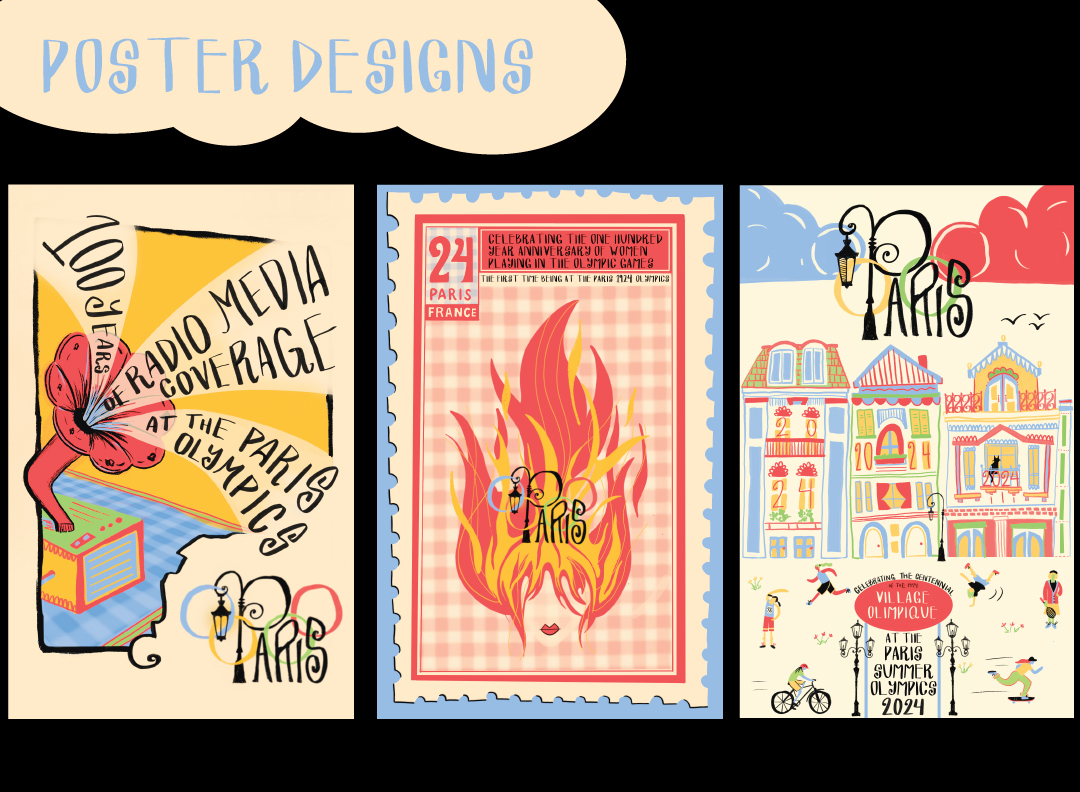 POSTER DESIGNS
100 YEARS
OF RADIO MEDIA
COVERAGE
AT THE PARIS
OLYMPICS
PARIS
24
PARIS
FRANCE
CELEBRATING THE ONE HUNDRED
YEAR ANNIVERSARY OF WOMEN
PLAYING IN THE OLYMPIC GAMES
THE FIRST TIME BEING AT THE PARIS 1924 OLYMPICS
PARIS
PARIS
20
24
20 24
2024
CELEBRATING THE CENTENNIAL
OF THE 1924
VILLAGE
OLIMPIQUE
AT THE
PARIS
SUMMER
OLYMPICS
2024